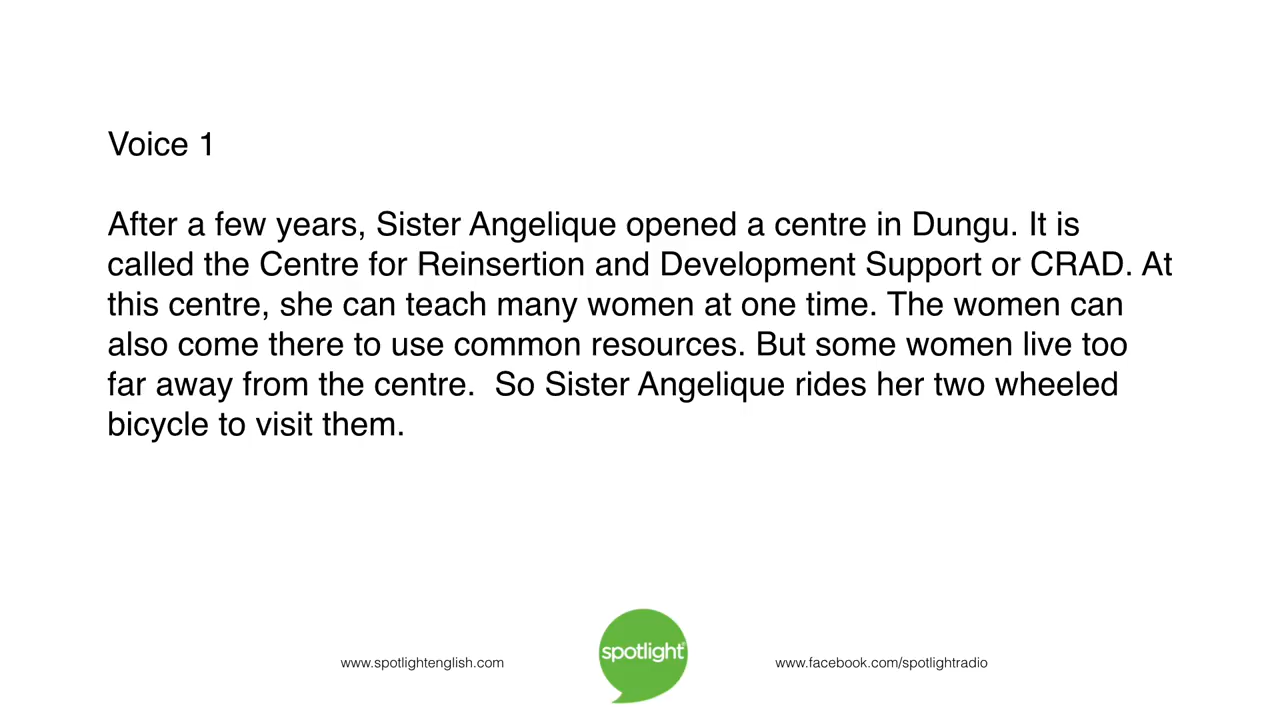 Voice 1
After a few years, Sister Angelique opened a centre in Dungu. It is
called the Centre for Reinsertion and Development Support or CRAD. At
this centre, she can teach many women at one time. The women can
also come there to use common resources. But some women live too
far away from the centre.  So Sister Angelique rides her two wheeled
bicycle to visit them.
www.spotlightenglish.com
spotlight
www.facebook.com/spotlightradio